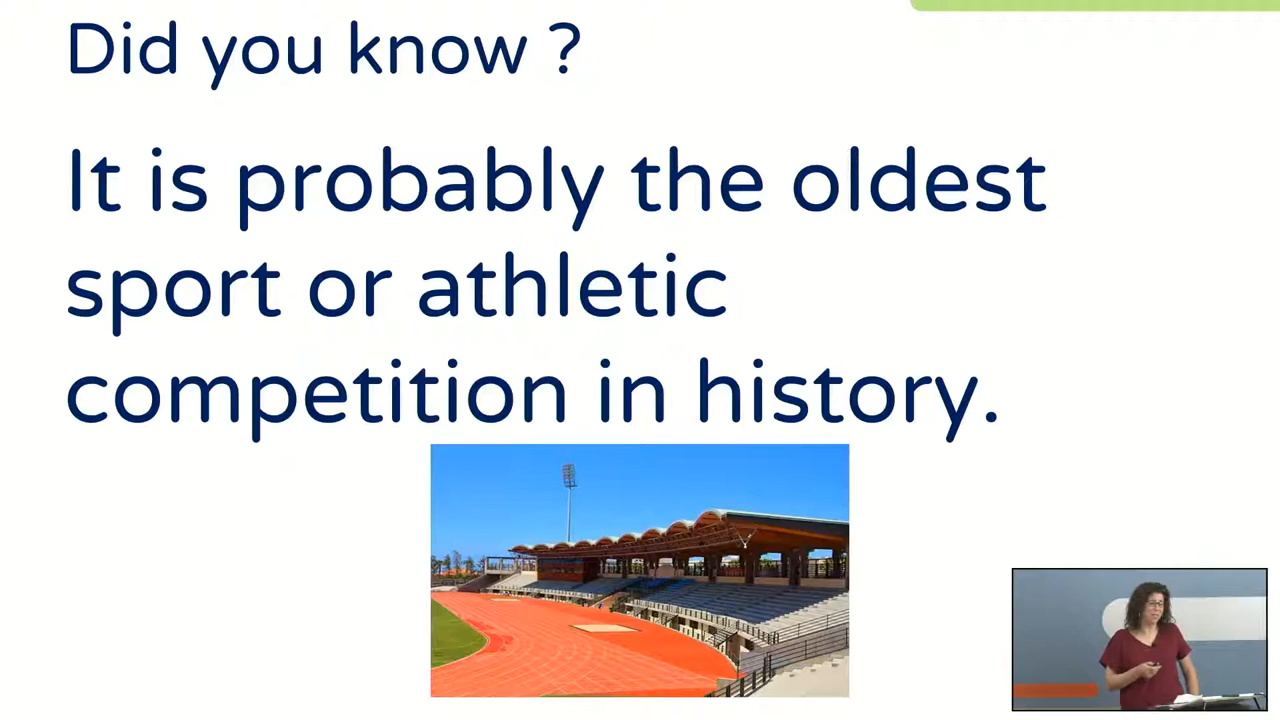 Did you know ?
It is probably the oldest
sport or athletic
competition in history.